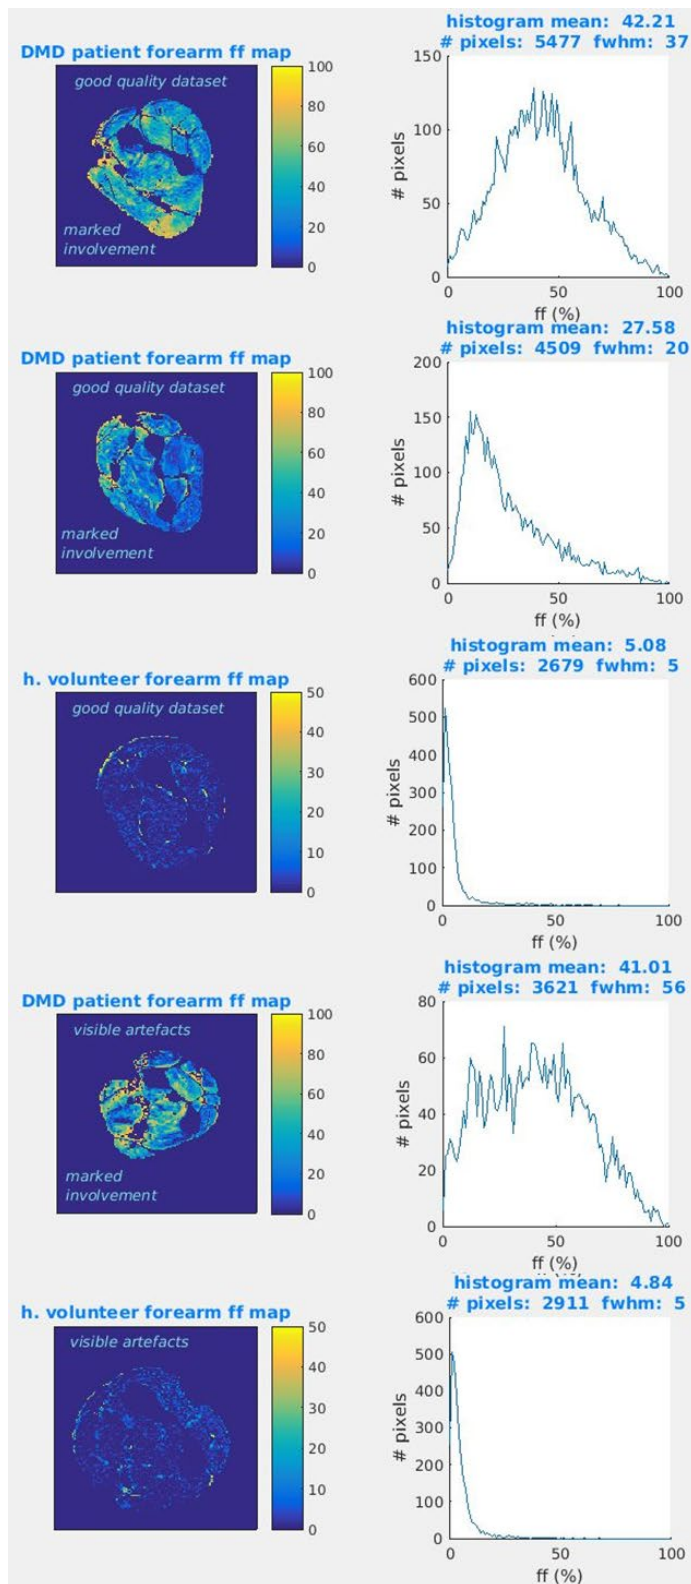 DMD patient forearm ff map
good quality dataset
marked
involvement
100
80
60
40
20
0
histogram mean: 42.21
# pixels: 5477 fwhm: 37
150
100
50
0
# pixels
0 50 100
ff (%)
DMD patient forearm ff map
good quality dataset
marked
involvement
100
80
60
40
20
0
histogram mean: 27.58
# pixels: 4509 fwhm: 20
200
150
100
50
0
# pixels
0 50 100
ff (%)
h. volunteer forearm ff map
good quality dataset
50
40
30
20
10
0
histogram mean: 5.08
# pixels: 2679 fwhm: 5
600
500
400
300
200
100
0
# pixels
0 50 100
ff (%)
DMD patient forearm ff map
visible artefacts
marked
involvement
100
80
60
40
20
0
histogram mean: 41.01
# pixels: 3621 fwhm: 56
80
60
40
20
0
# pixels
0 50 100
ff (%)
h. volunteer forearm ff map
visible artefacts
50
40
30
20
10
0
histogram mean: 4.84
# pixels: 2911 fwhm: 5
600
500
400
300
200
100
0
# pixels
0 50 100
ff (%)